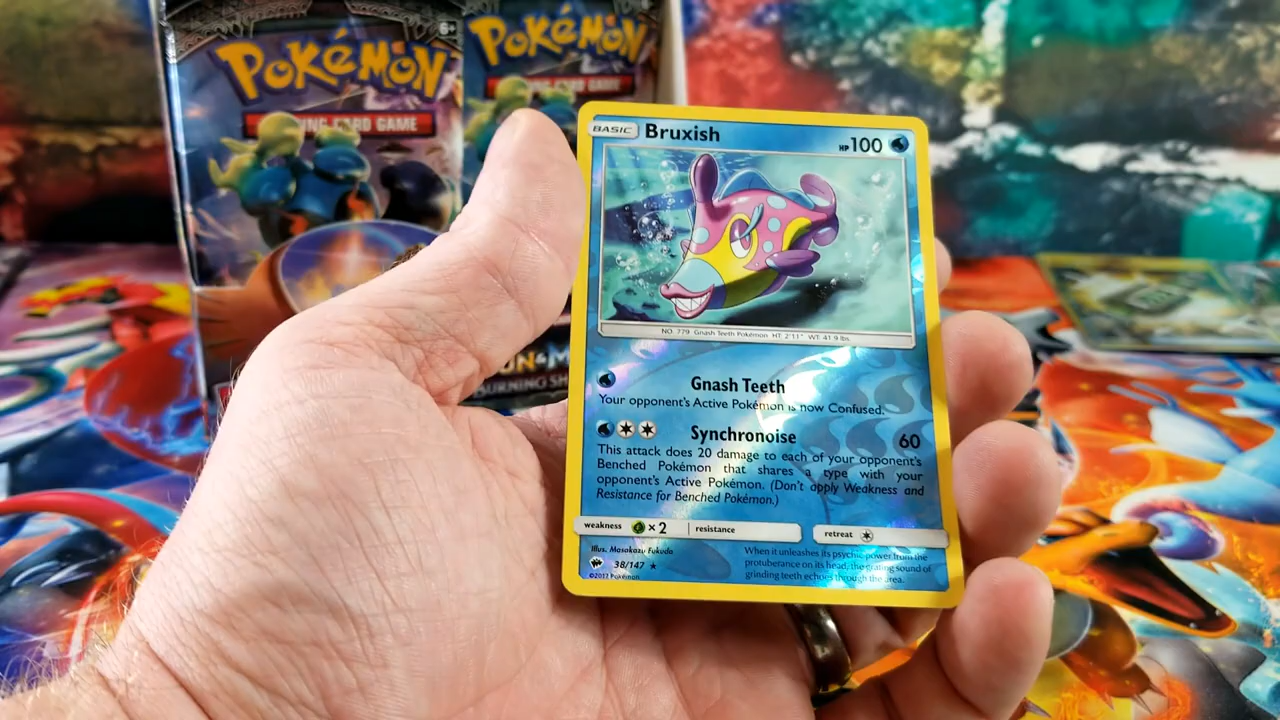 Pokémon
TRADING CARD GAME
Pokémon
CARD GAME
BASIC Bruxish HP 100
NO. 779 Gnash Teeth Pokémon HT: 2'11" WT: 41.9 lbs.
Gnash Teeth
Your opponent's Active Pokémon is now Confused.
Synchronoise 60
This attack does 20 damage to each of your opponent's
Benched Pokémon that shares a type with your
opponent's Active Pokémon. (Don't apply Weakness and
Resistance for Benched Pokémon.)
weakness ×2 resistance retreat
Illus. Masakazu Fukuda
38/147 ★
©2017 Pokémon
When it unleashes its psychic power from the
protuberance on its head, the grating sound of
grinding teeth echoes through the area.